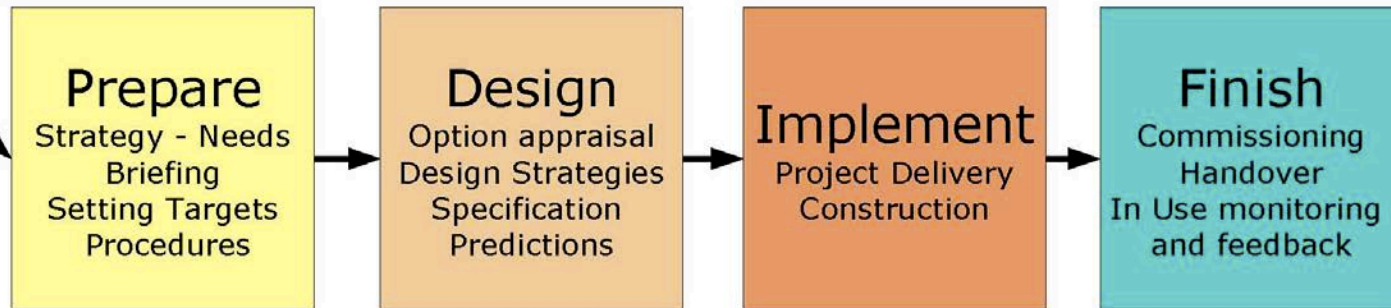 Prepare
Strategy - Needs
Briefing
Setting Targets
Procedures
Design
Option appraisal
Design Strategies
Specification
Predictions
Implement
Project Delivery
Construction
Finish
Commissioning
Handover
In Use monitoring
and feedback